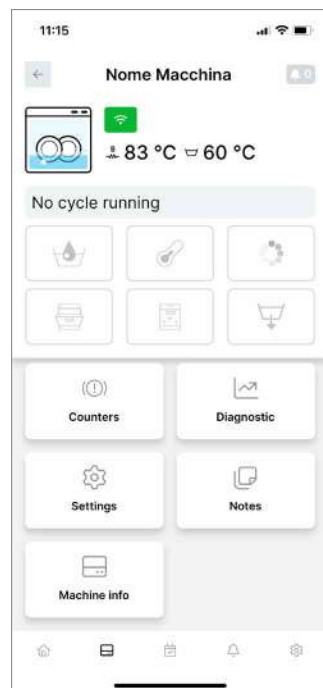 11:15
Nome Macchina
0
83 °C 60 °C
No cycle running
Counters
Diagnostic
Settings
Notes
Machine info